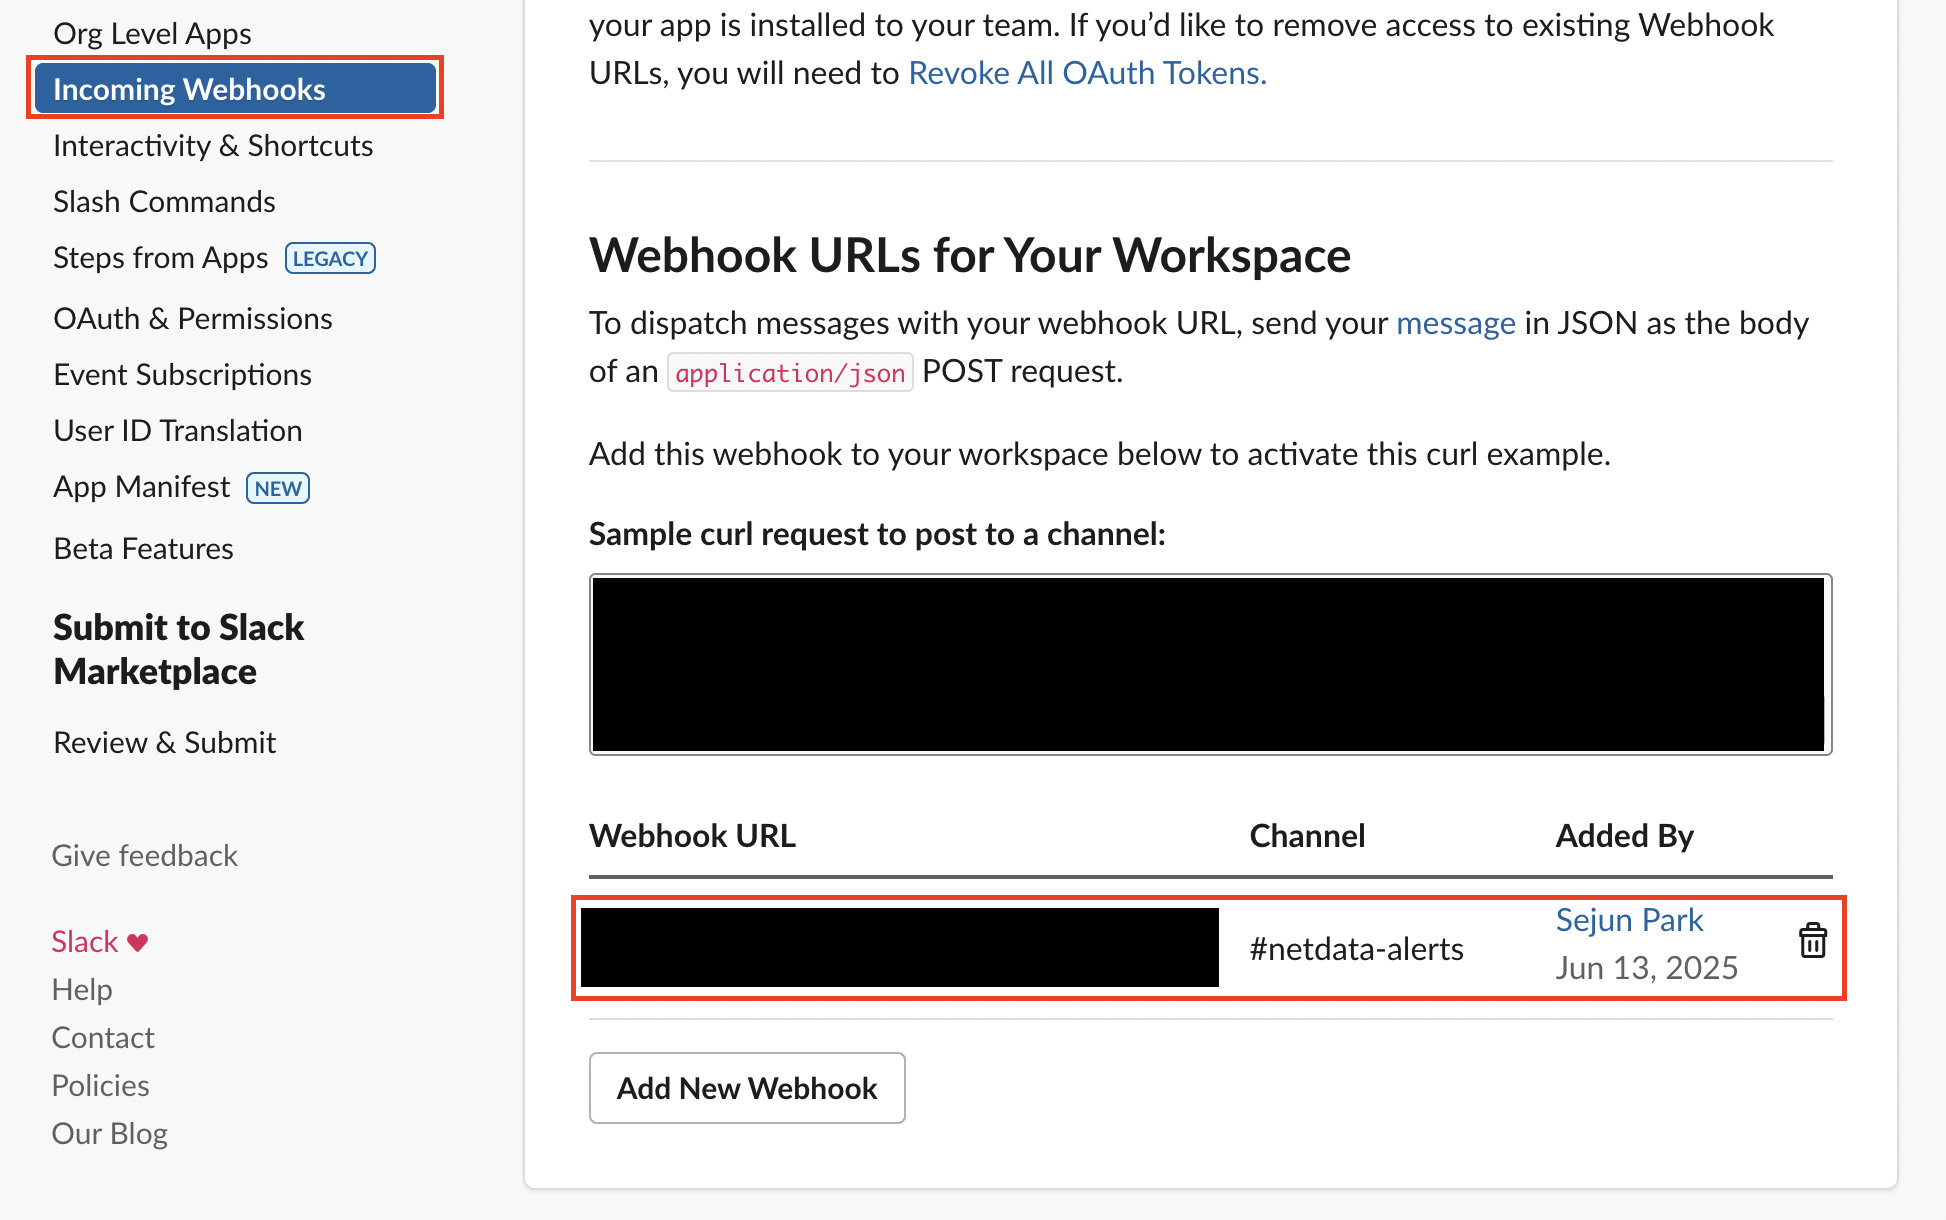 Org Level Apps
Incoming Webhooks
Interactivity & Shortcuts
Slash Commands
Steps from Apps LEGACY
OAuth & Permissions
Event Subscriptions
User ID Translation
App Manifest NEW
Beta Features
Submit to Slack
Marketplace
Review & Submit
Give feedback
Slack ♥
Help
Contact
Policies
Our Blog
your app is installed to your team. If you’d like to remove access to existing Webhook
URLs, you will need to Revoke All OAuth Tokens.
Webhook URLs for Your Workspace
To dispatch messages with your webhook URL, send your message in JSON as the body
of an application/json POST request.
Add this webhook to your workspace below to activate this curl example.
Sample curl request to post to a channel:
Webhook URL Channel Added By
#netdata-alerts Sejun Park
Jun 13, 2025
Add New Webhook